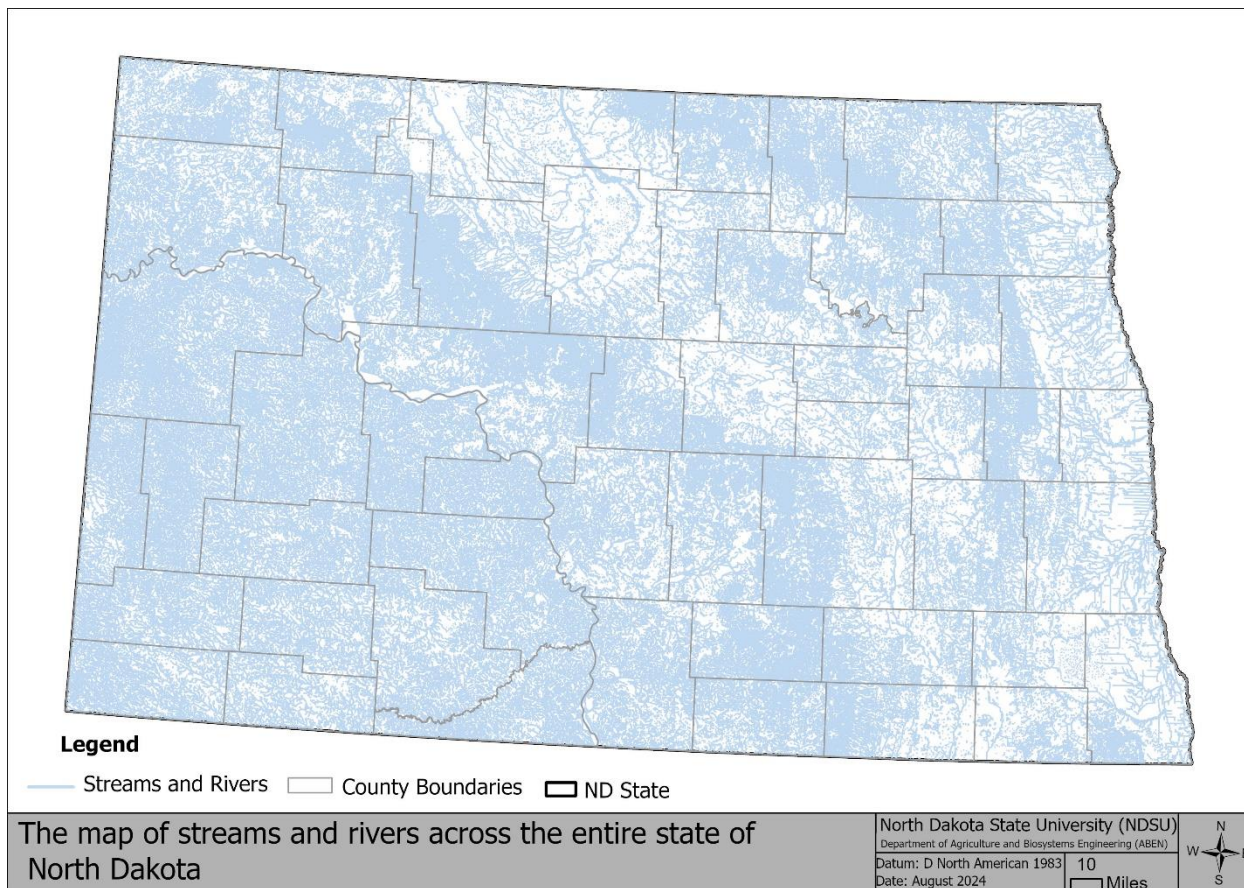 Legend
Streams and Rivers County Boundaries ND State
The map of streams and rivers across the entire state of
North Dakota
North Dakota State University (NDSU)
Department of Agriculture and Biosystems Engineering (ABEN)
Datum: D North American 1983
Date: August 2024
10
Miles
N
W
S